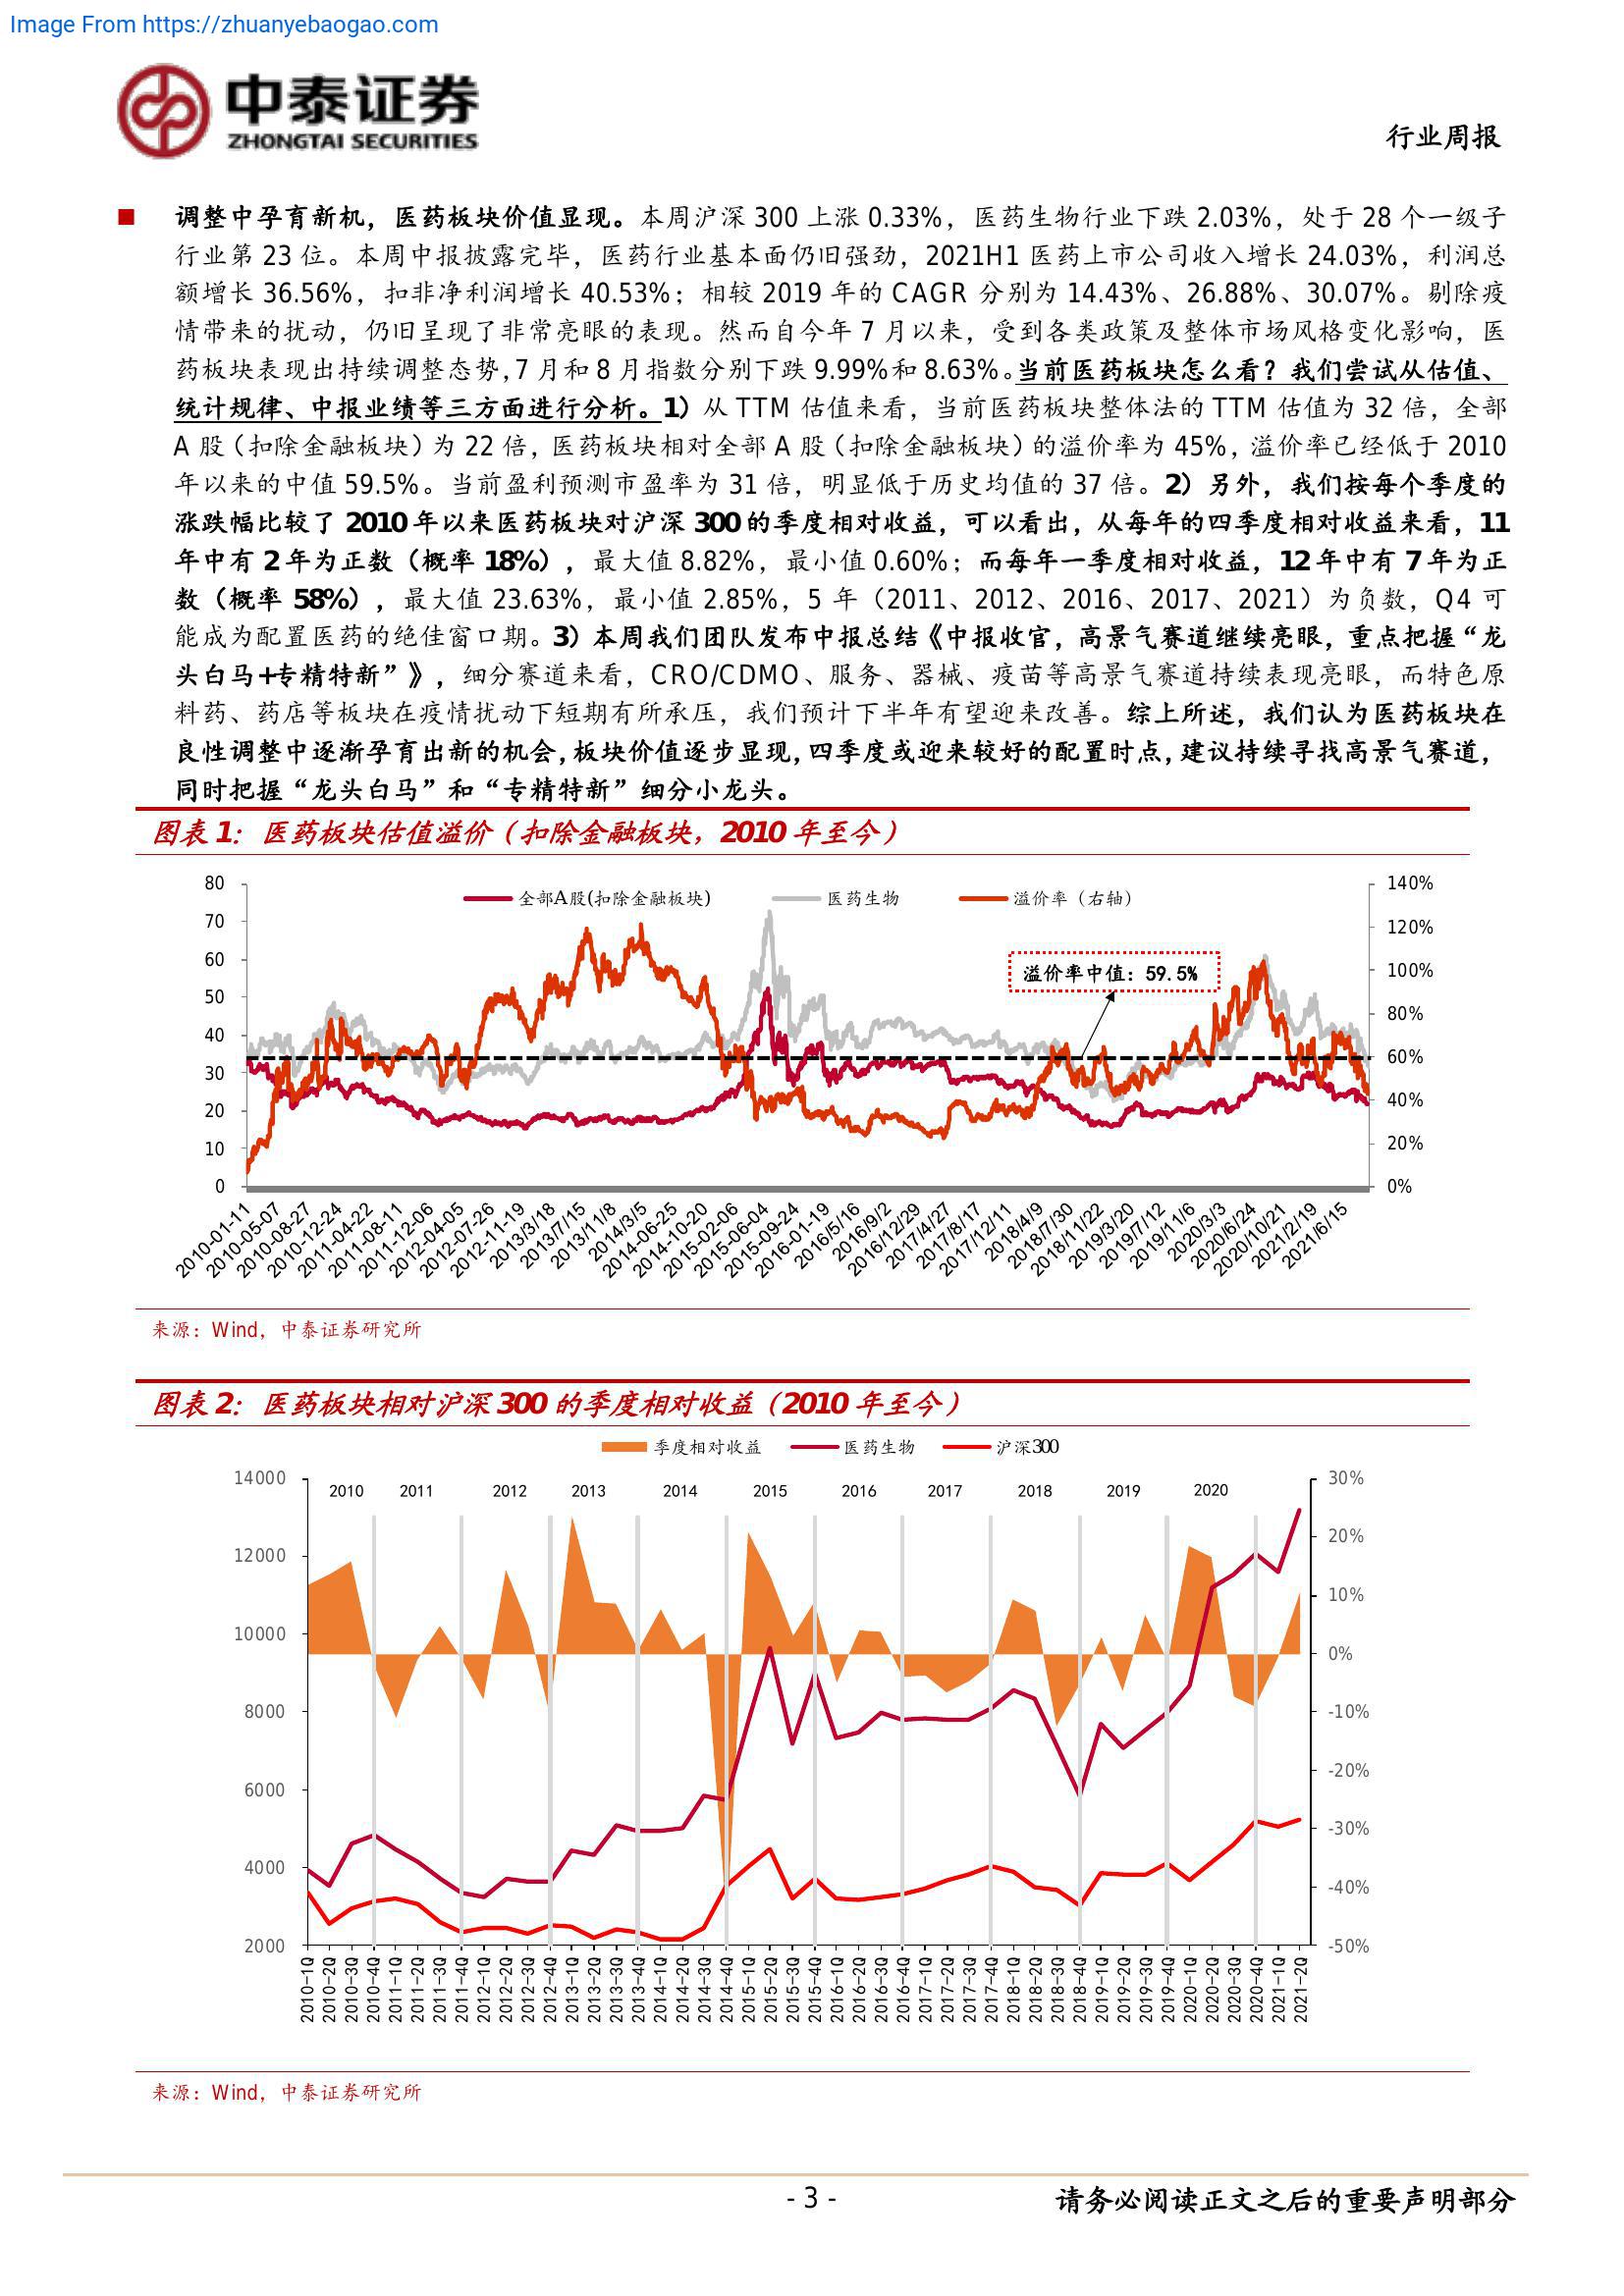 Image From https://zhuanyebaogao.com
中泰证券
ZHONGTAI SECURITIES
行业周报
■ 调整中孕育新机，医药板块价值显现。本周沪深 300 上涨 0.33%，医药生物行业下跌 2.03%，处于 28 个一级子
行业第 23 位。本周中报披露完毕，医药行业基本面仍旧强劲，2021H1 医药上市公司收入增长 24.03%，利润总
额增长 36.56%，扣非净利润增长 40.53%；相较 2019 年的 CAGR 分别为 14.43%、26.88%、30.07%。剔除疫
情带来的扰动，仍旧呈现了非常亮眼的表现。然而自今年 7 月以来，受到各类政策及整体市场风格变化影响，医
药板块表现出持续调整态势，7 月和 8 月指数分别下跌 9.99%和 8.63%。当前医药板块怎么看？我们尝试从估值、
统计规律、中报业绩等三方面进行分析。1）从 TTM 估值来看，当前医药板块整体法的 TTM 估值为 32 倍，全部
A 股（扣除金融板块）为 22 倍，医药板块相对全部 A 股（扣除金融板块）的溢价率为 45%，溢价率已经低于 2010
年以来的中值 59.5%。当前盈利预测市盈率为 31 倍，明显低于历史均值的 37 倍。2）另外，我们按每个季度的
涨跌幅比较了 2010 年以来医药板块对沪深 300 的季度相对收益，可以看出，从每年的四季度相对收益来看，11
年中有 2 年为正数（概率 18%），最大值 8.82%，最小值 0.60%；而每年一季度相对收益，12 年中有 7 年为正
数（概率 58%），最大值 23.63%，最小值 2.85%，5 年（2011、2012、2016、2017、2021）为负数，Q4 可
能成为配置医药的绝佳窗口期。3）本周我们团队发布中报总结《中报收官，高景气赛道继续亮眼，重点把握“龙
头白马+专精特新”》，细分赛道来看，CRO/CDMO、服务、器械、疫苗等高景气赛道持续表现亮眼，而特色原
料药、药店等板块在疫情扰动下短期有所承压，我们预计下半年有望迎来改善。综上所述，我们认为医药板块在
良性调整中逐渐孕育出新的机会，板块价值逐步显现，四季度或迎来较好的配置时点，建议持续寻找高景气赛道，
同时把握“龙头白马”和“专精特新”细分小龙头。
图表 1：医药板块估值溢价（扣除金融板块，2010 年至今）
全部A股(扣除金融板块) 医药生物 溢价率（右轴）
80 70 60 50 40 30 20 10 0
140% 120% 100% 80% 60% 40% 20% 0%
溢价率中值：59.5%
2010-01-11 2010-05-07 2010-08-27 2010-12-24 2011-04-22 2011-08-11 2011-12-06 2012-04-05 2012-07-26 2012-11-19 2013/3/18 2013/7/15 2013/11/8 2014/3/5 2014-06-25 2014-10-20 2015-02-06 2015-06-04 2015-09-24 2016-01-19 2016/5/16 2016/9/2 2016/12/29 2017/4/27 2017/8/17 2017/12/11 2018/4/9 2018/7/30 2018/11/22 2019/3/20 2019/7/12 2019/11/6 2020/3/3 2020/6/24 2020/10/21 2021/2/19 2021/6/15
来源：Wind，中泰证券研究所
图表 2：医药板块相对沪深 300 的季度相对收益（2010 年至今）
季度相对收益 医药生物 沪深300
14000 12000 10000 8000 6000 4000 2000
30% 20% 10% 0% -10% -20% -30% -40% -50%
2010 2011 2012 2013 2014 2015 2016 2017 2018 2019 2020
2010-1Q 2010-2Q 2010-3Q 2010-4Q 2011-1Q 2011-2Q 2011-3Q 2011-4Q 2012-1Q 2012-2Q 2012-3Q 2012-4Q 2013-1Q 2013-2Q 2013-3Q 2013-4Q 2014-1Q 2014-2Q 2014-3Q 2014-4Q 2015-1Q 2015-2Q 2015-3Q 2015-4Q 2016-1Q 2016-2Q 2016-3Q 2016-4Q 2017-1Q 2017-2Q 2017-3Q 2017-4Q 2018-1Q 2018-2Q 2018-3Q 2018-4Q 2019-1Q 2019-2Q 2019-3Q 2019-4Q 2020-1Q 2020-2Q 2020-3Q 2020-4Q 2021-1Q 2021-2Q
来源：Wind，中泰证券研究所
- 3 -
请务必阅读正文之后的重要声明部分